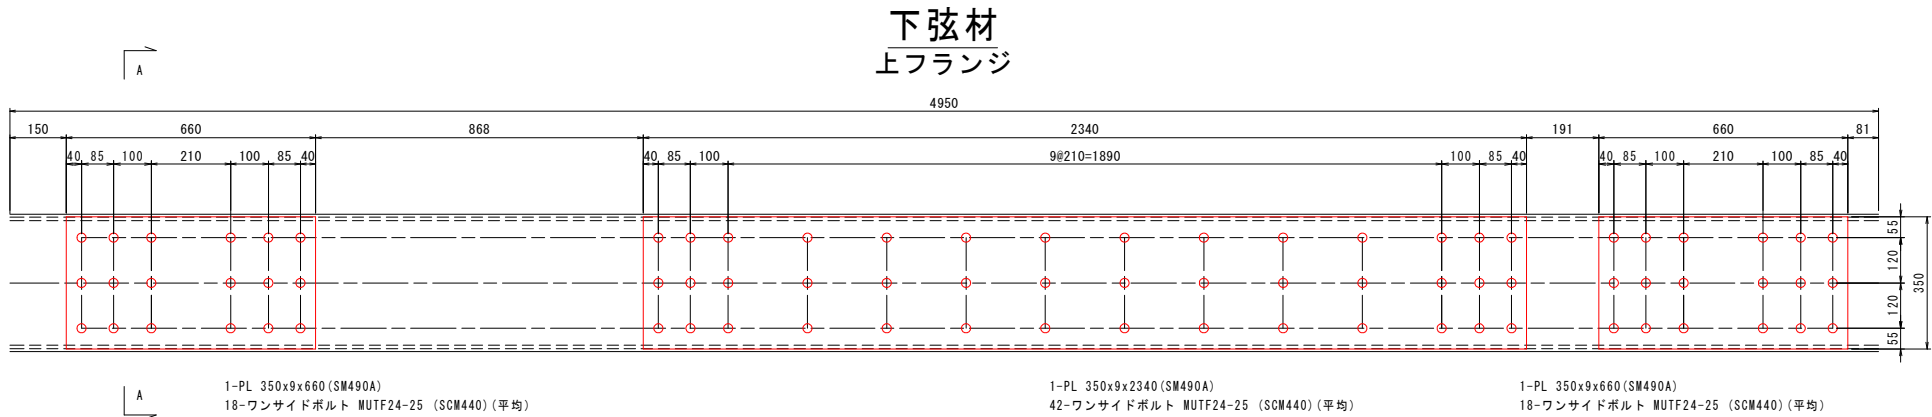 下弦材
上フランジ
A
4950
150 660 868 2340 191 660 81
40 85 100 210 100 85 40 40 85 100 9@210=1890 100 85 40 40 85 100 210 100 85 40
55
120
120
55
350
A
1-PL 350x9x660(SM490A)
18-ワンサイドボルト MUTF24-25 (SCM440)(平均)
1-PL 350x9x2340(SM490A)
42-ワンサイドボルト MUTF24-25 (SCM440)(平均)
1-PL 350x9x660(SM490A)
18-ワンサイドボルト MUTF24-25 (SCM440)(平均)